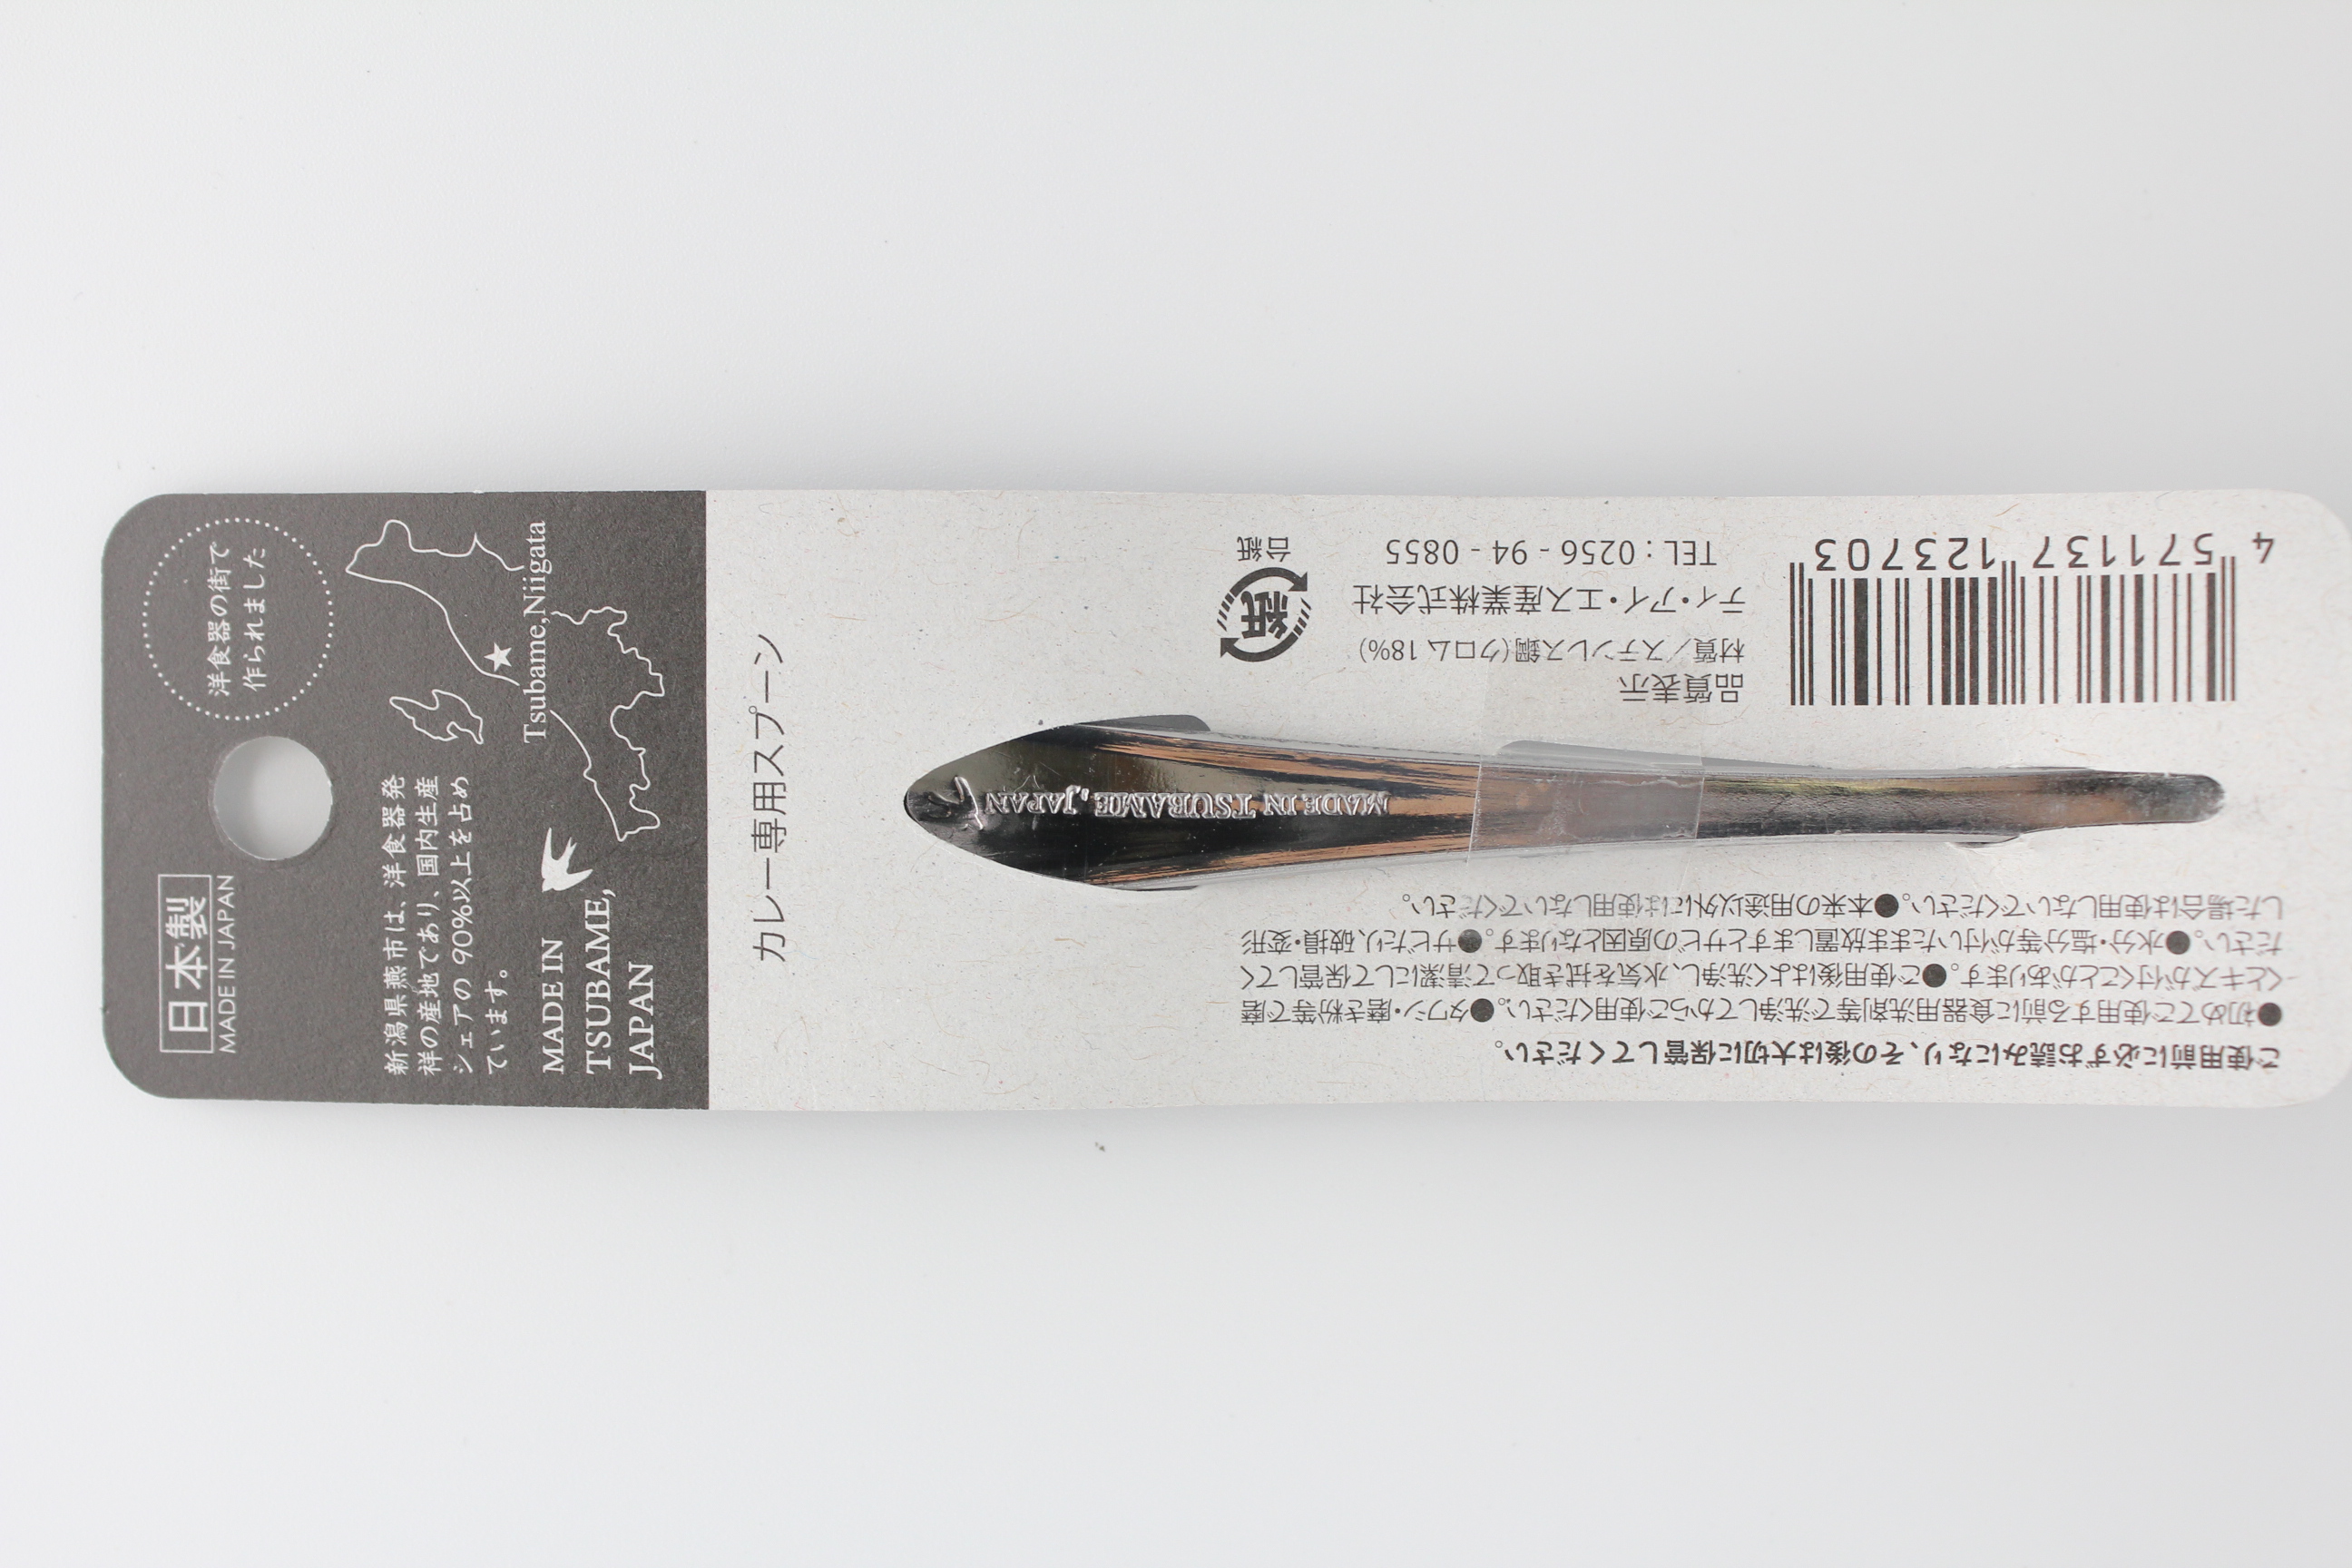 日本製
MADE IN JAPAN
洋食器の街で
作られました
新潟県燕市は、洋食器発
祥の産地であり、国内生産
シェアの 90%以上を占め
ています。
MADE IN
TSUBAME,
JAPAN
Tsubame,Niigata
カレー専用スプーン
MADE IN TSUBAME, JAPAN
ご使用前に必ずお読みになり、その後は大切に保管してください。
●初めてご使用する前に食器用洗剤等で洗浄してからご使用ください。●タワシ・磨き粉等で磨
くとキズが付くことがあります。●ご使用後はよく洗浄し、水気を拭き取って清潔にして保管してく
ださい。●水分・塩分等が付いたまま放置しますとサビの原因となります。●サビたり、破損・変形
した場合は使用しないでください。●本来の用途以外には使用しないでください。
品質表示
材質/ステンレス鋼(クロム18%)
ティ・アイ・エス産業株式会社
TEL : 0256 - 94 - 0855
紙
台紙
4 571137 123703